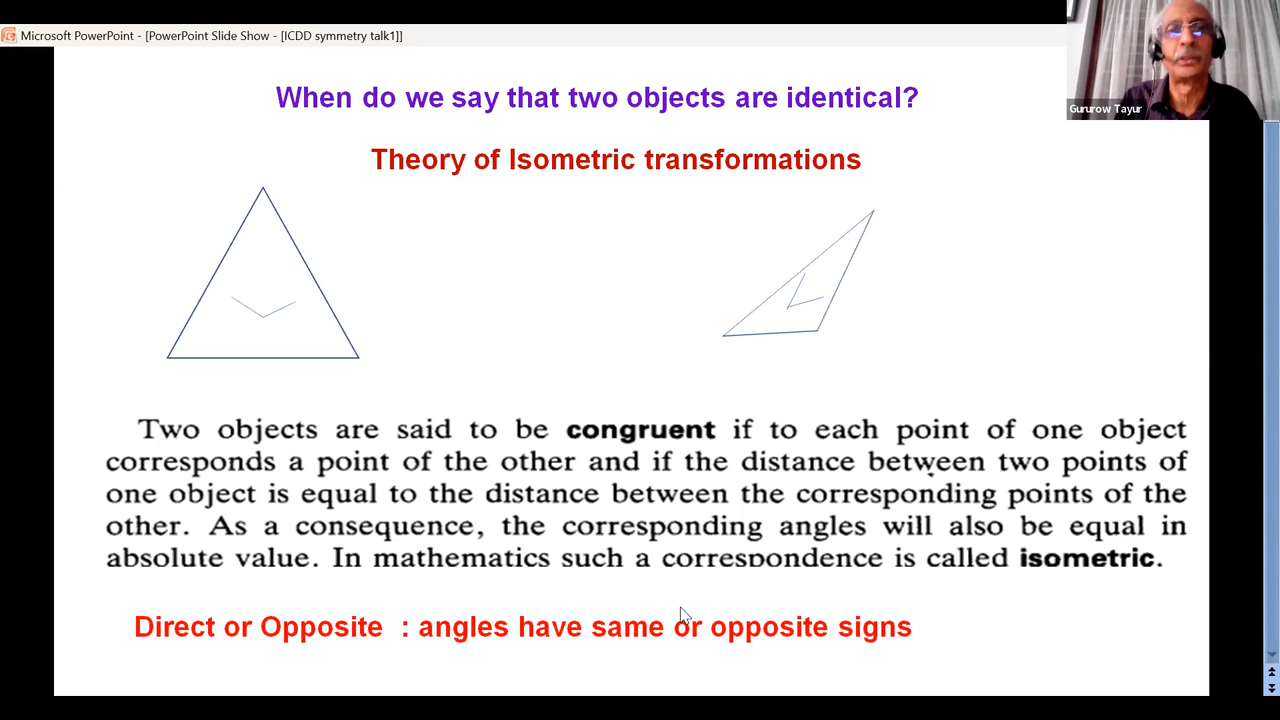 Microsoft PowerPoint - [PowerPoint Slide Show - [ICDD symmetry talk1]]
Gururow Tayur
When do we say that two objects are identical?
Theory of Isometric transformations
Two objects are said to be congruent if to each point of one object
corresponds a point of the other and if the distance between two points of
one object is equal to the distance between the corresponding points of the
other. As a consequence, the corresponding angles will also be equal in
absolute value. In mathematics such a correspondence is called isometric.
Direct or Opposite : angles have same or opposite signs